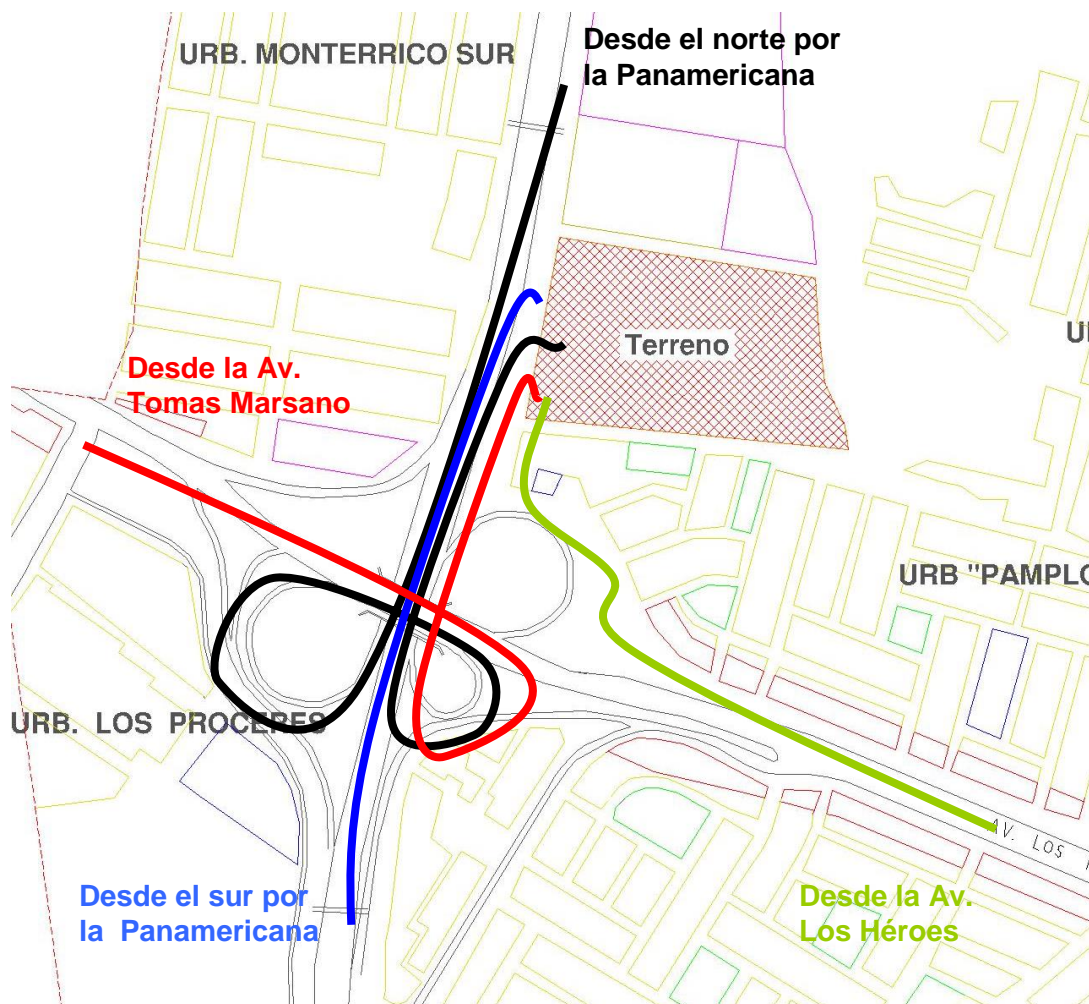 URB. MONTERRICO SUR
Desde el norte por
la Panamericana
Terreno
Desde la Av.
Tomas Marsano
URB "PAMPLO
URB. LOS PROCERES
AV. LOS
Desde el sur por
la Panamericana
Desde la Av.
Los Héroes